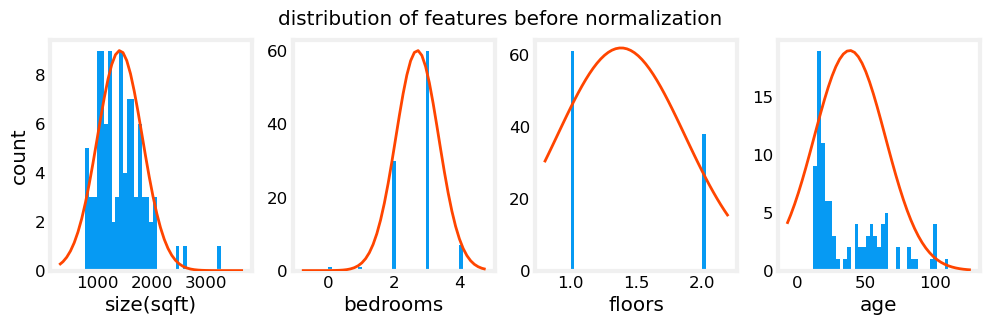 distribution of features before normalization
count
8
6
4
2
0
1000 2000 3000
size(sqft)
60
40
20
0
0 2 4
bedrooms
60
40
20
0
1.0 1.5 2.0
floors
15
10
5
0
0 50 100
age